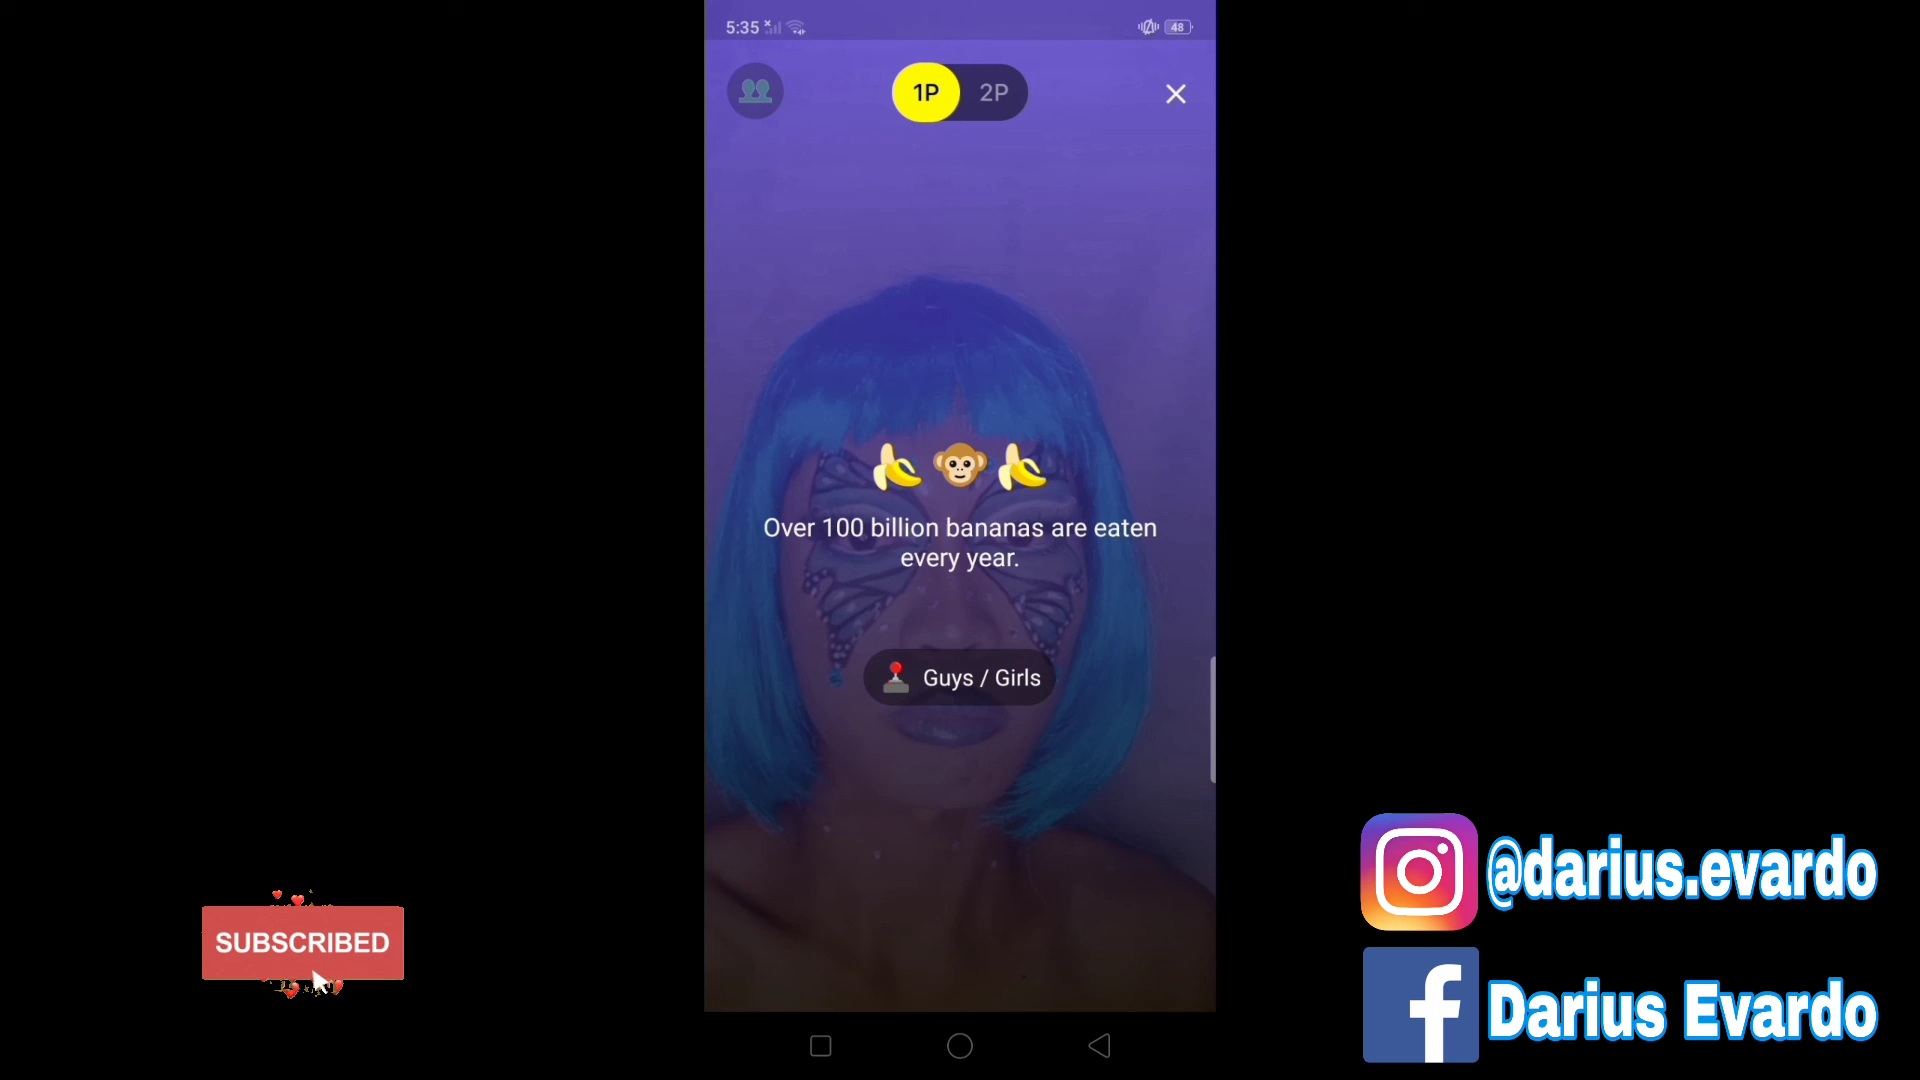 5:35
48
1P
2P
Over 100 billion bananas are eaten
every year.
Guys / Girls
SUBSCRIBED
@darius.evardo
Darius Evardo